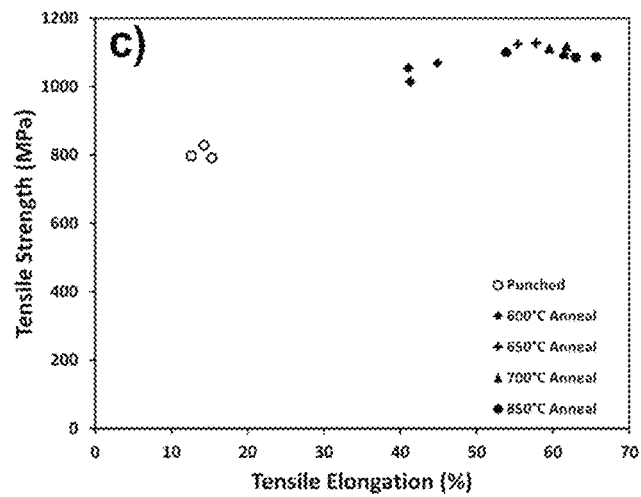 C)
1200
1000
800
600
400
200
0
Tensile Strength (MPa)
Punched
600°C Anneal
650°C Anneal
700°C Anneal
850°C Anneal
0 10 20 30 40 50 60 70
Tensile Elongation (%)